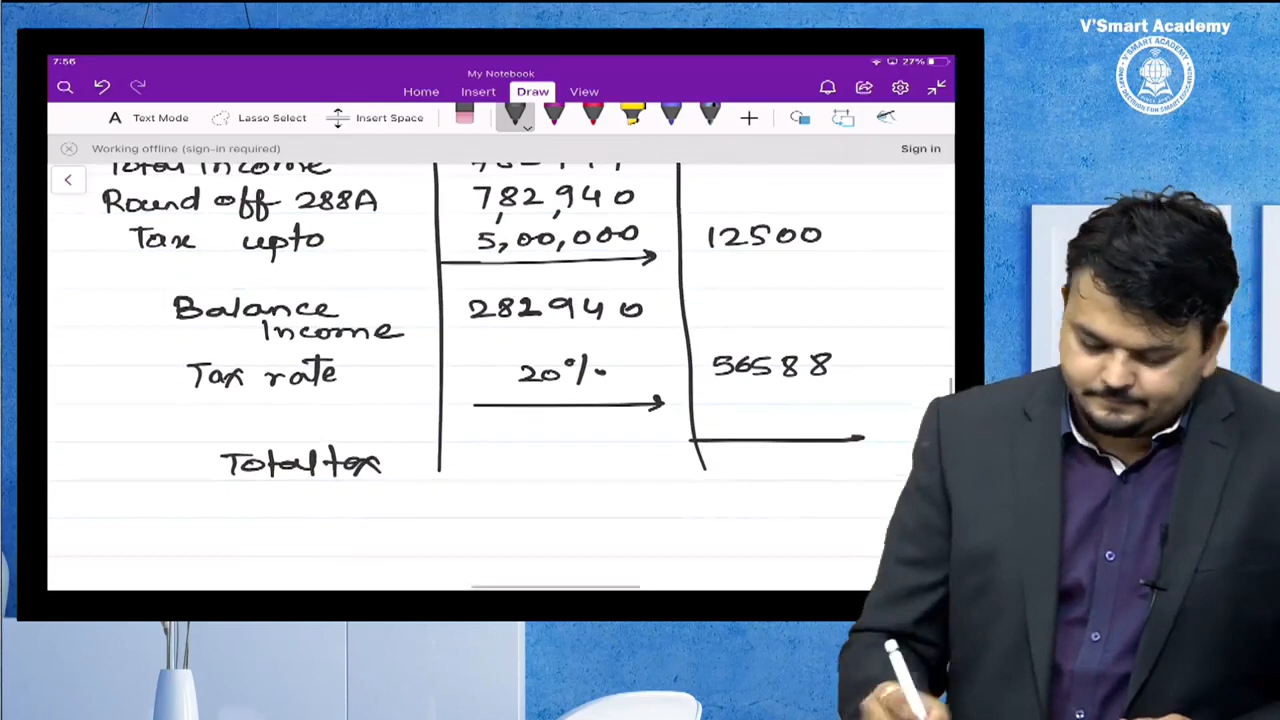 V'Smart Academy
7:56
27%
My Notebook
Home Insert Draw View
A Text Mode Lasso Select Insert Space
Working offline (sign-in required) Sign in
Total Income
Round off 288A 782,940
Tax upto 5,00,000 12500
Balance 282940
Income
Tax rate 20% 56588
Total tax